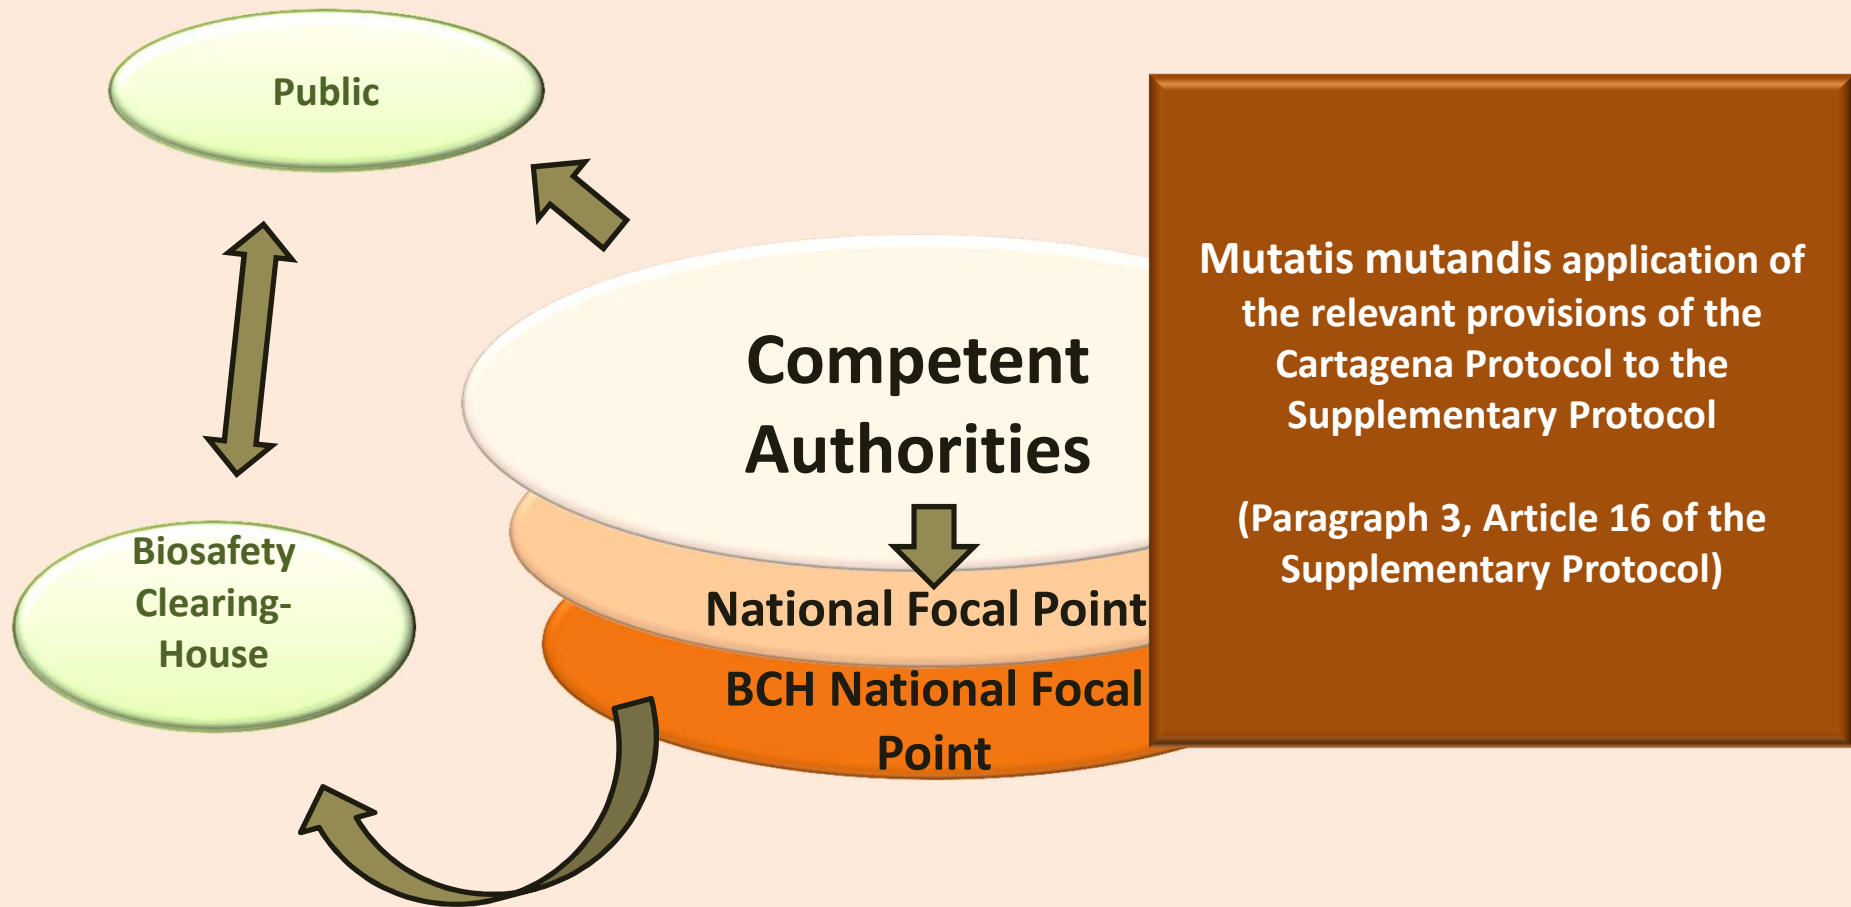 Public
Competent
Authorities
National Focal Point
BCH National Focal
Point
Biosafety
Clearing-
House
Mutatis mutandis application of
the relevant provisions of the
Cartagena Protocol to the
Supplementary Protocol
(Paragraph 3, Article 16 of the
Supplementary Protocol)